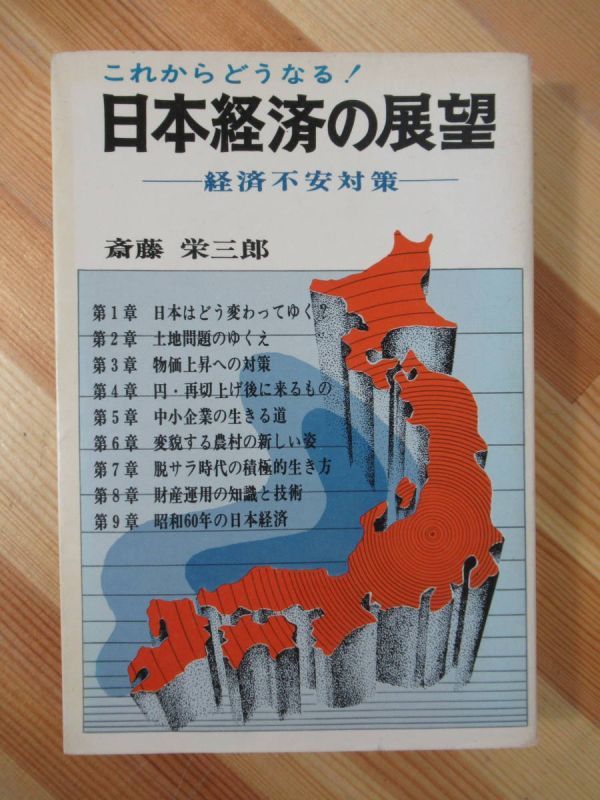 これからどうなる!
日本経済の展望
―経済不安対策―
斎藤 栄三郎
第1章 日本はどう変わってゆく?
第2章 土地問題のゆくえ
第3章 物価上昇への対策
第4章 円・再切上げ後に来るもの
第5章 中小企業の生きる道
第6章 変貌する農村の新しい姿
第7章 脱サラ時代の積極的生き方
第8章 財産運用の知識と技術
第9章 昭和60年の日本経済